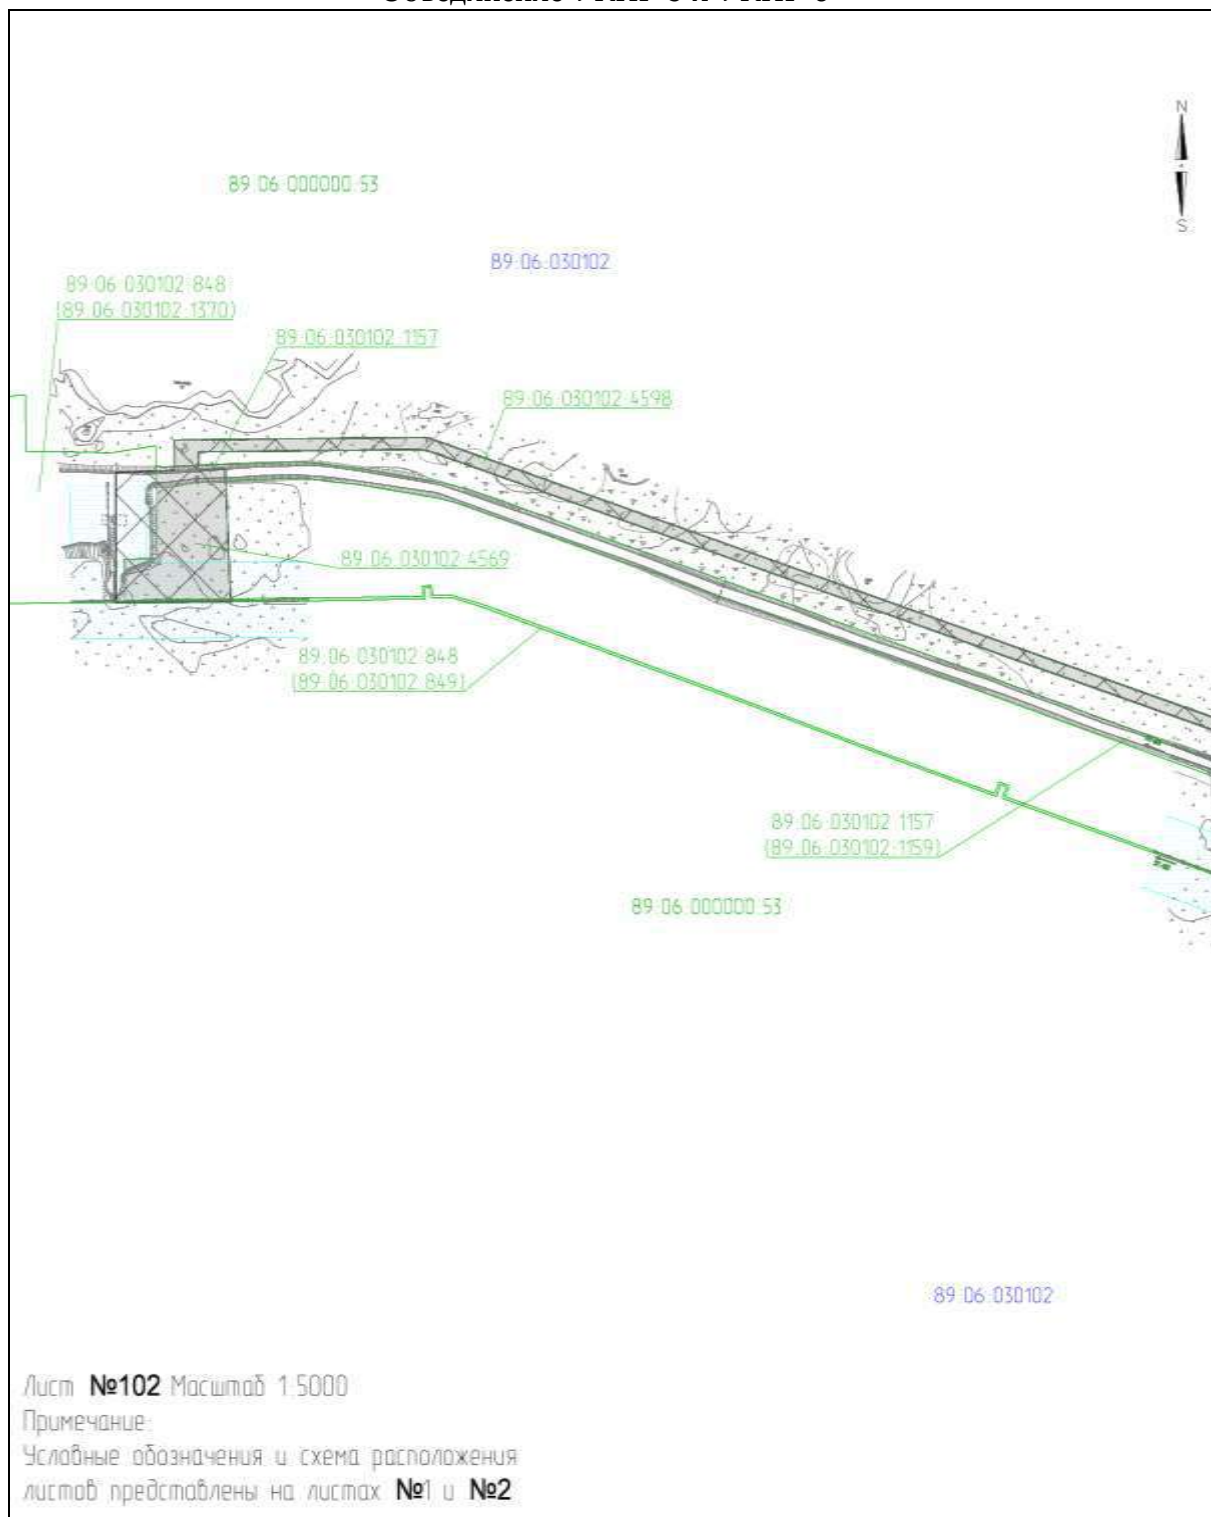 N
S
89:06:000000:53
89:06:030102
89:06:030102:848
(89:06:030102:1370)
89:06:030102:1157
89:06:030102:4598
89:06:030102:4569
89:06:030102:848
(89:06:030102:849)
89:06:030102:1157
(89:06:030102:1159)
89:06:000000:53
89:06:030102
Лист №102 Масштаб 1:5000
Примечание:
Условные обозначения и схема расположения
листов представлены на листах №1 и №2